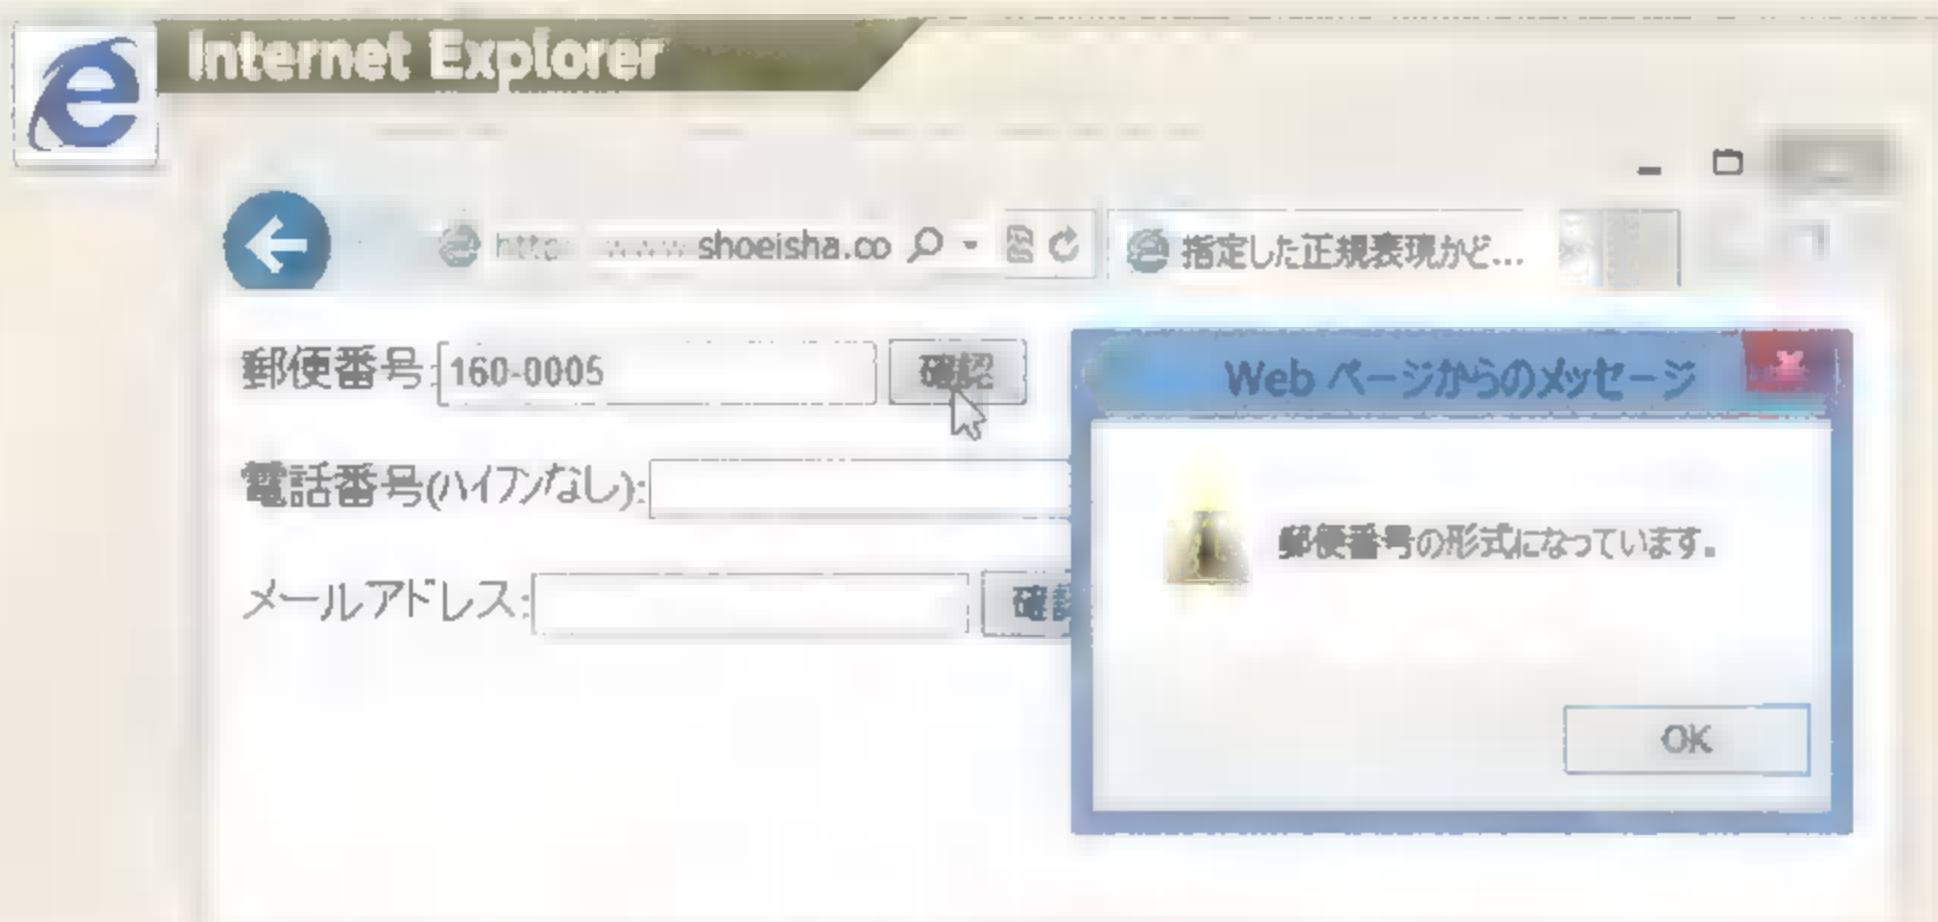 Internet Explorer
shoeisha.co
指定した正規表現かど...
郵便番号: 160-0005 確認
Web ページからのメッセージ
電話番号(ハイフンなし):
郵便番号の形式になっています。
メールアドレス: 確認
OK